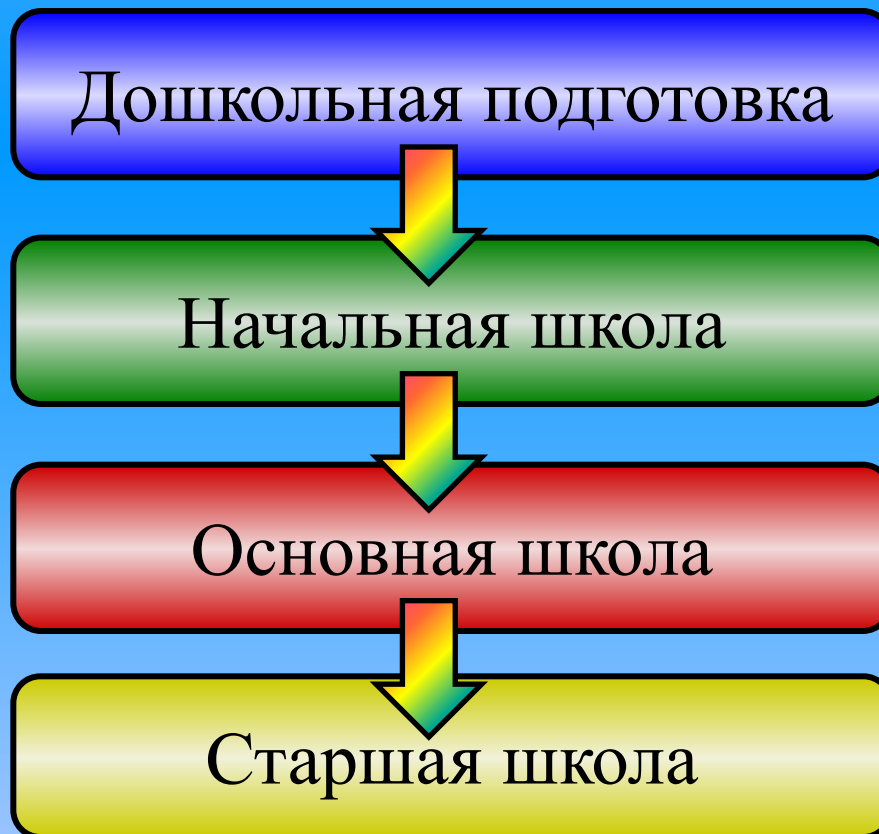 Дошкольная подготовка
Начальная школа
Основная школа
Старшая школа